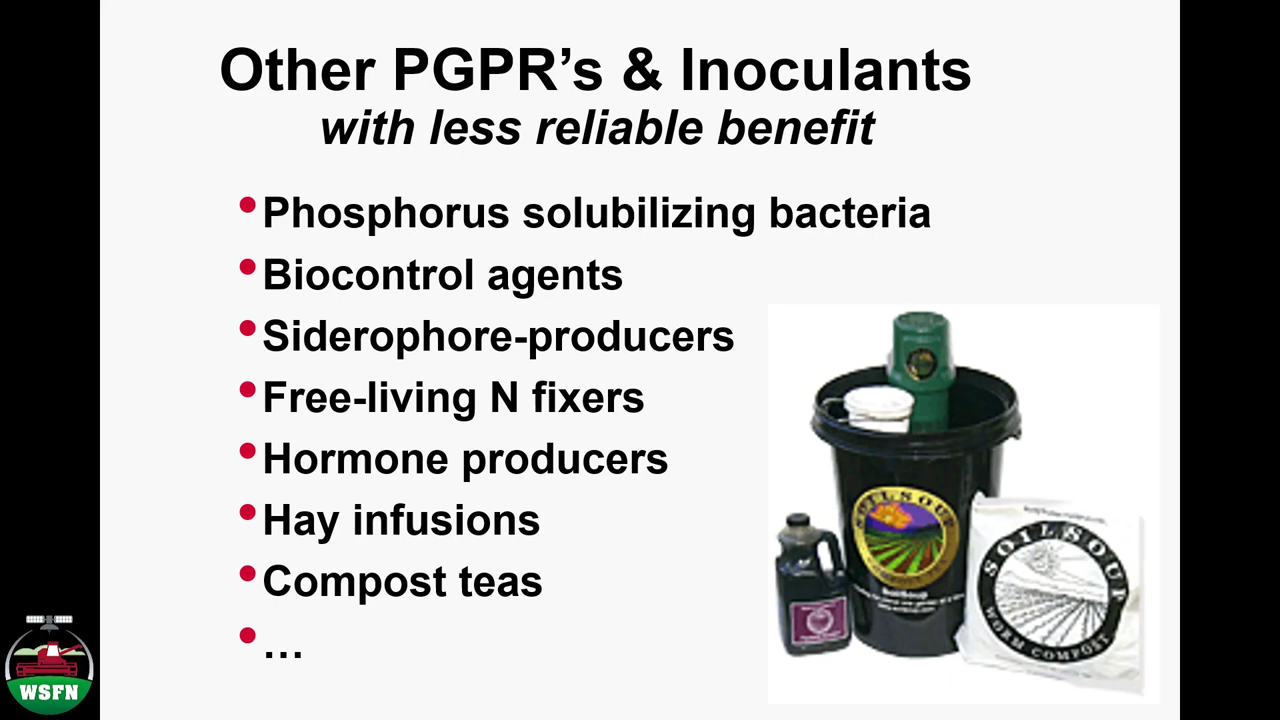 Other PGPR's & Inoculants
with less reliable benefit
•Phosphorus solubilizing bacteria
•Biocontrol agents
•Siderophore-producers
•Free-living N fixers
•Hormone producers
•Hay infusions
•Compost teas
•...
SOILSOUP
SOILSOUP
WORM COMPOST
WSFN